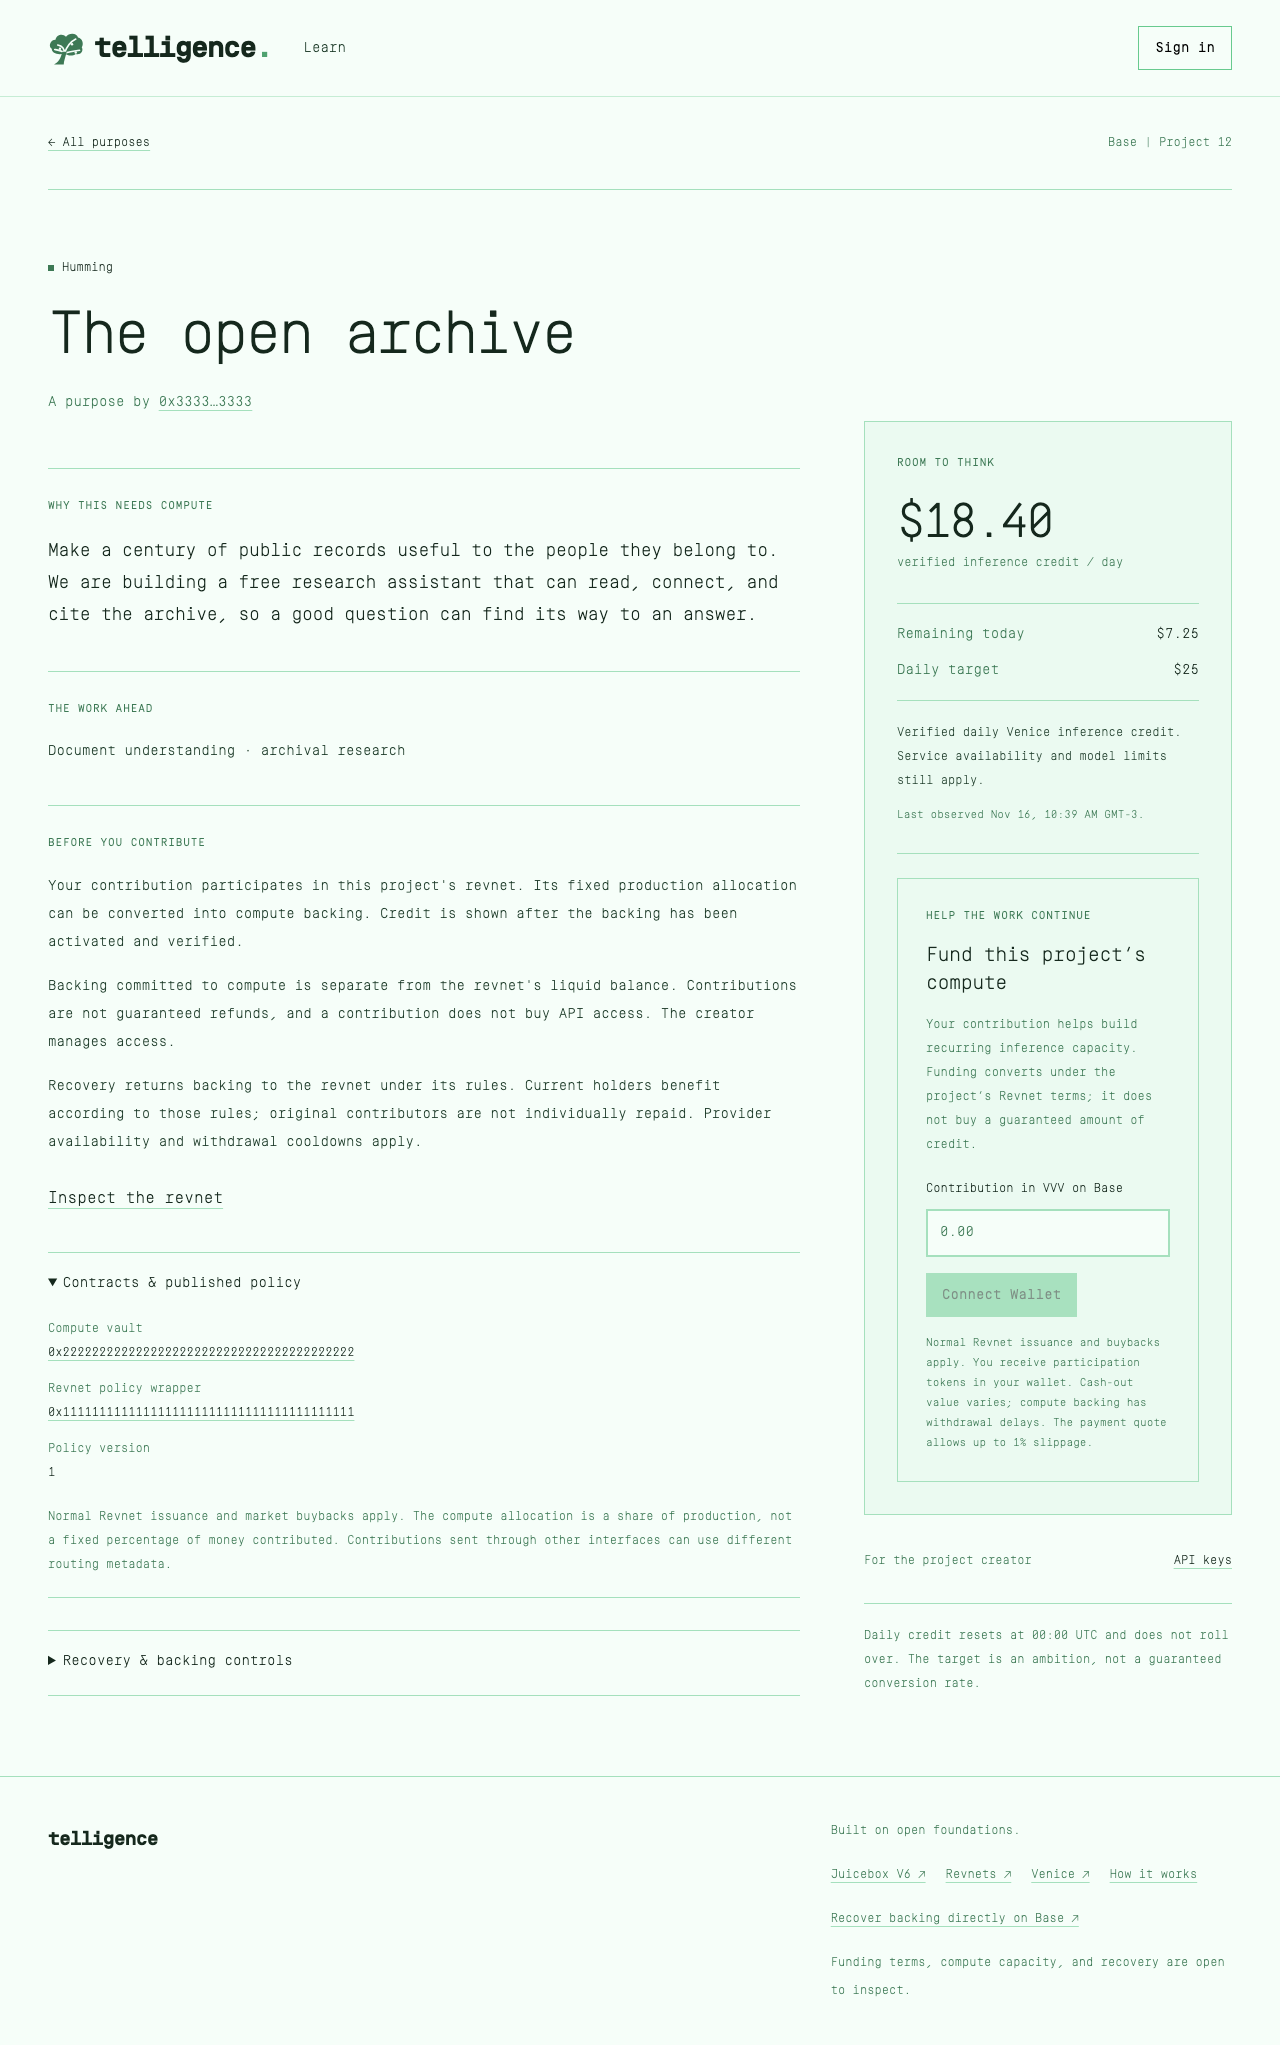 telligence.
Learn
Sign in
← All purposes
Base | Project 12
Humming
The open archive
A purpose by 0x3333…3333
WHY THIS NEEDS COMPUTE
Make a century of public records useful to the people they belong to.
We are building a free research assistant that can read, connect, and
cite the archive, so a good question can find its way to an answer.
THE WORK AHEAD
Document understanding · archival research
BEFORE YOU CONTRIBUTE
Your contribution participates in this project's revnet. Its fixed production allocation
can be converted into compute backing. Credit is shown after the backing has been
activated and verified.
Backing committed to compute is separate from the revnet's liquid balance. Contributions
are not guaranteed refunds, and a contribution does not buy API access. The creator
manages access.
Recovery returns backing to the revnet under its rules. Current holders benefit
according to those rules; original contributors are not individually repaid. Provider
availability and withdrawal cooldowns apply.
Inspect the revnet
▼ Contracts & published policy
Compute vault
0x2222222222222222222222222222222222222222
Revnet policy wrapper
0x1111111111111111111111111111111111111111
Policy version
1
Normal Revnet issuance and market buybacks apply. The compute allocation is a share of production, not
a fixed percentage of money contributed. Contributions sent through other interfaces can use different
routing metadata.
▶ Recovery & backing controls
ROOM TO THINK
$18.40
verified inference credit / day
Remaining today $7.25
Daily target $25
Verified daily Venice inference credit.
Service availability and model limits
still apply.
Last observed Nov 16, 10:39 AM GMT-3.
HELP THE WORK CONTINUE
Fund this project’s
compute
Your contribution helps build
recurring inference capacity.
Funding converts under the
project’s Revnet terms; it does
not buy a guaranteed amount of
credit.
Contribution in VVV on Base
0.00
Connect Wallet
Normal Revnet issuance and buybacks
apply. You receive participation
tokens in your wallet. Cash-out
value varies; compute backing has
withdrawal delays. The payment quote
allows up to 1% slippage.
For the project creator
API keys
Daily credit resets at 00:00 UTC and does not roll
over. The target is an ambition, not a guaranteed
conversion rate.
telligence
Built on open foundations.
Juicebox V6 ↗ Revnets ↗ Venice ↗ How it works
Recover backing directly on Base ↗
Funding terms, compute capacity, and recovery are open
to inspect.